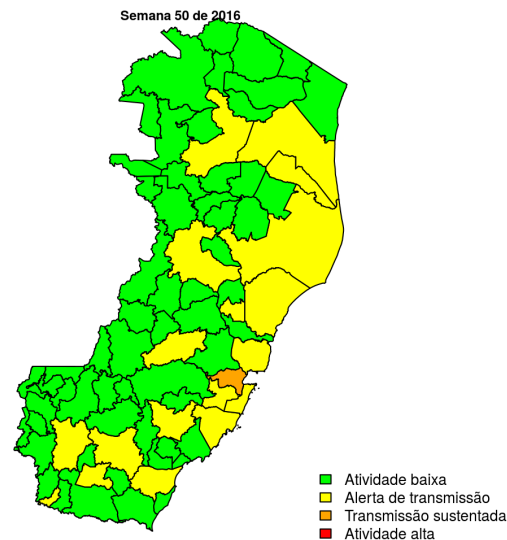 Semana 50 de 2016
Atividade baixa
Alerta de transmissão
Transmissão sustentada
Atividade alta